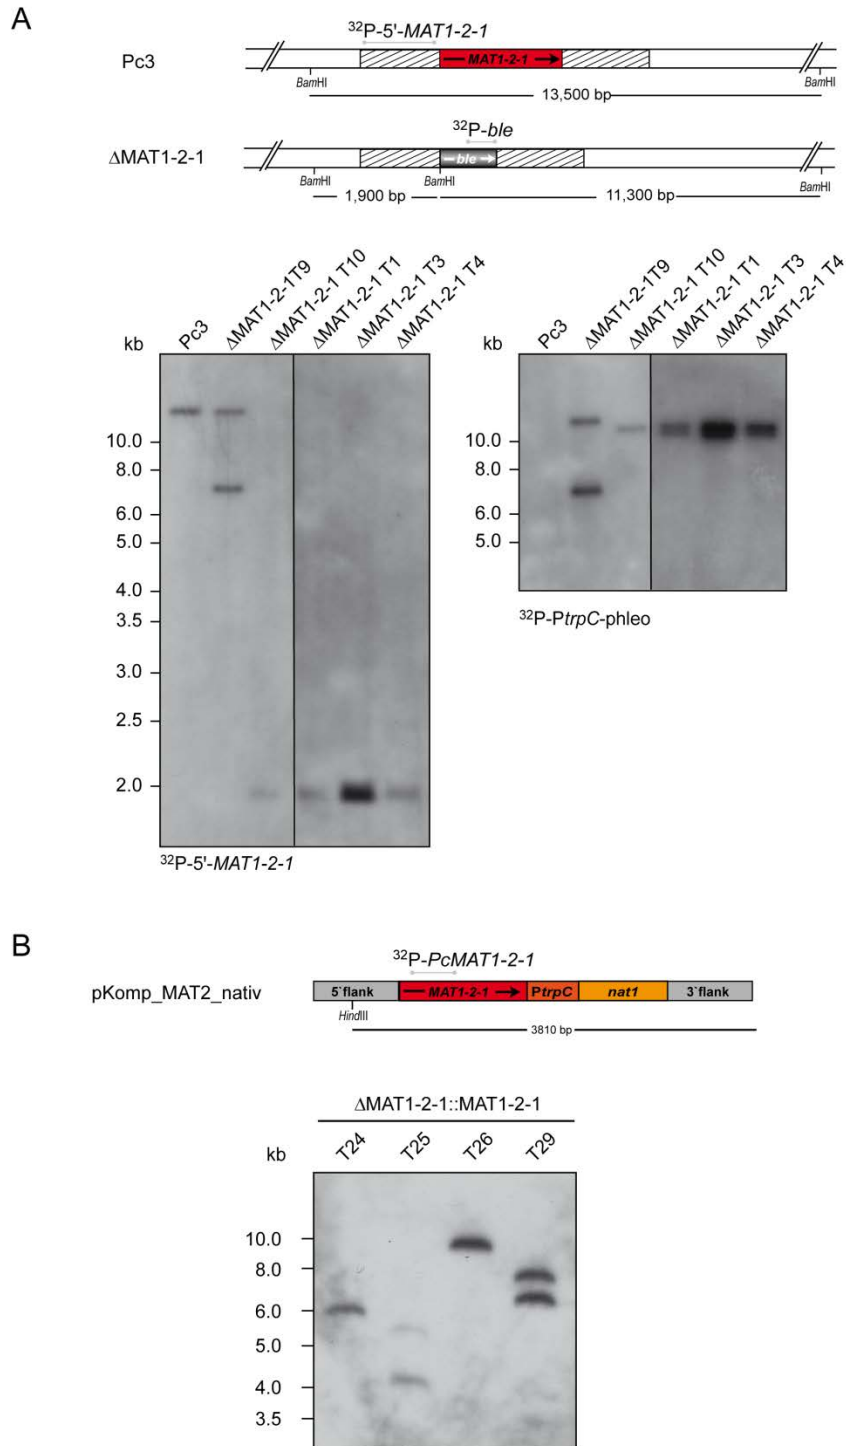 A
³²P-5'-MAT1-2-1
Pc3
MAT1-2-1
BamHI
BamHI
13,500 bp
³²P-ble
ΔMAT1-2-1
ble
BamHI
BamHI
BamHI
1,900 bp
11,300 bp
kb
Pc3
ΔMAT1-2-1T9
ΔMAT1-2-1 T10
ΔMAT1-2-1 T1
ΔMAT1-2-1 T3
ΔMAT1-2-1 T4
10.0
8.0
6.0
5.0
4.0
3.5
3.0
2.5
2.0
³²P-5'-MAT1-2-1
kb
Pc3
ΔMAT1-2-1T9
ΔMAT1-2-1 T10
ΔMAT1-2-1 T1
ΔMAT1-2-1 T3
ΔMAT1-2-1 T4
10.0
8.0
6.0
5.0
³²P-PtrpC-phleo
B
³²P-PcMAT1-2-1
pKomp_MAT2_nativ
5`flank
MAT1-2-1
PtrpC
nat1
3`flank
HindIII
3810 bp
ΔMAT1-2-1::MAT1-2-1
kb
T24
T25
T26
T29
10.0
8.0
6.0
5.0
4.0
3.5